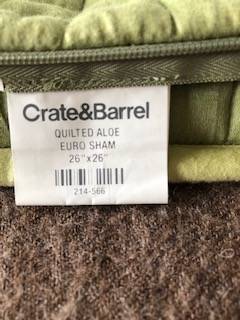 Crate&Barrel
QUILTED ALOE
EURO SHAM
26"x26"
214-566